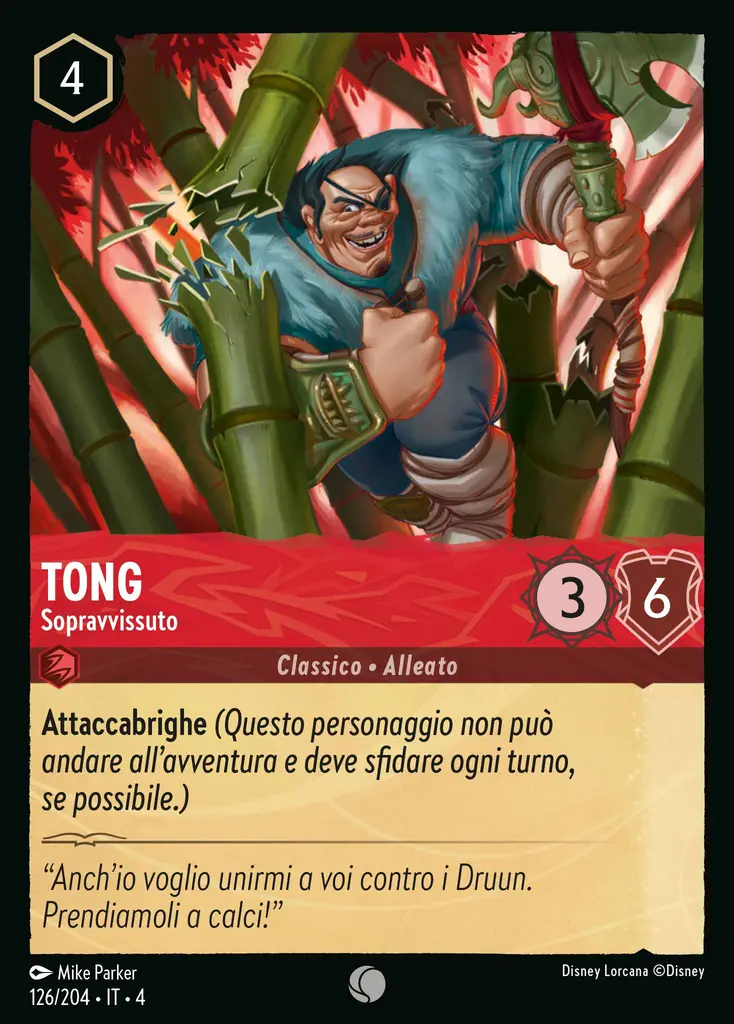 4
TONG
Sopravvissuto
3
6
Classico • Alleato
Attaccabrighe (Questo personaggio non può
andare all’avventura e deve sfidare ogni turno,
se possibile.)
“Anch’io voglio unirmi a voi contro i Druun.
Prendiamoli a calci!”
Mike Parker
Disney Lorcana ©Disney
126/204 • IT • 4